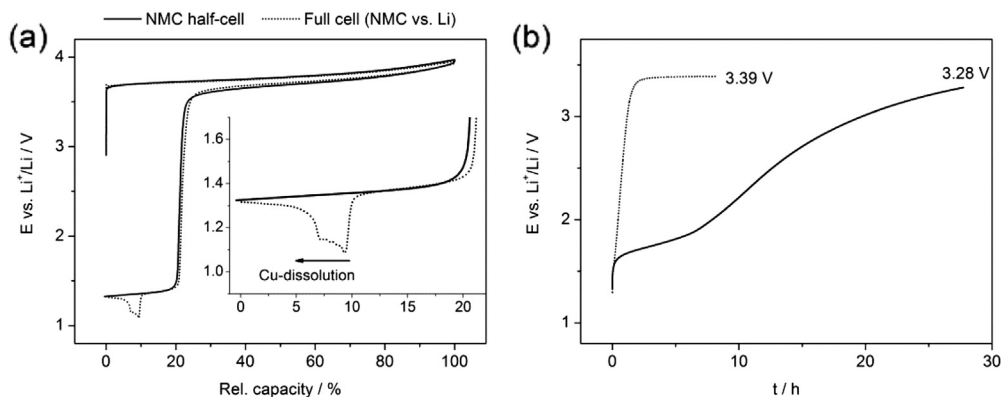 NMC half-cell
Full cell (NMC vs. Li)
(a)
4
3
2
1
E vs. Li⁺/Li / V
0
20
40
60
80
100
Rel. capacity / %
1.6
1.4
1.2
1.0
0
5
10
15
20
Cu-dissolution
(b)
3.39 V
3.28 V
3
2
1
E vs. Li⁺/Li / V
0
10
20
30
t / h